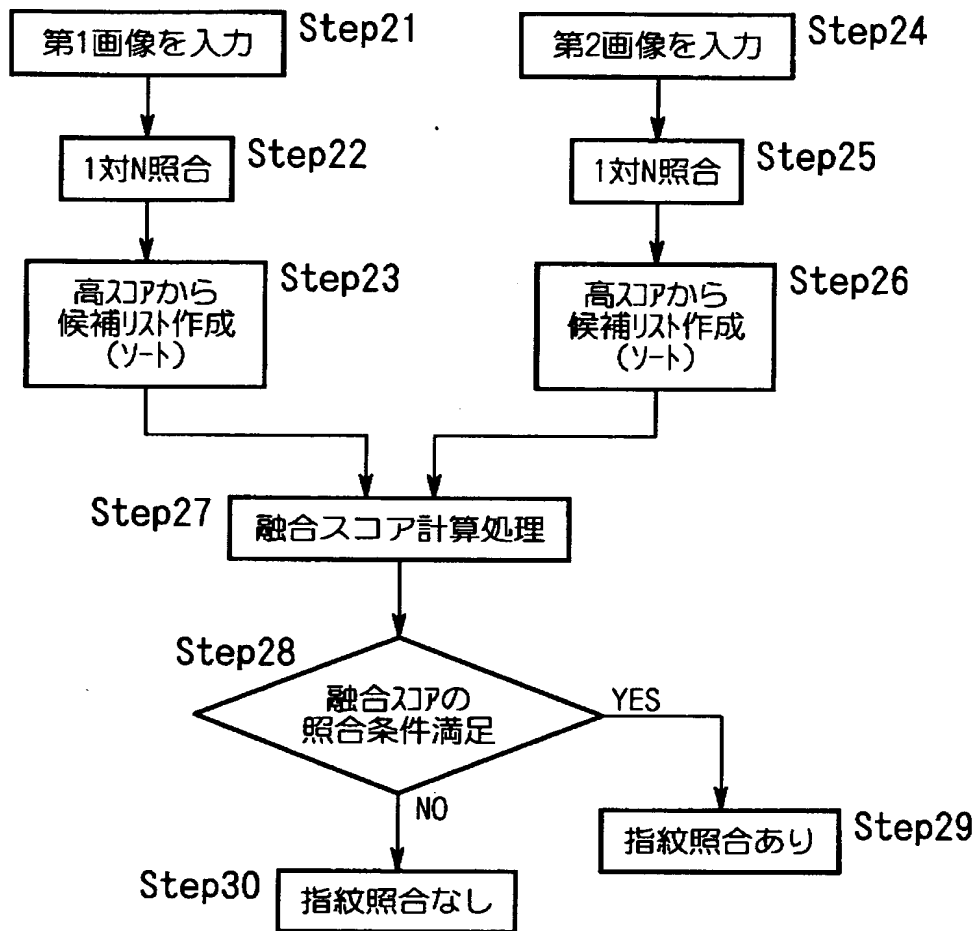 第1画像を入力
Step21
第2画像を入力
Step24
1対N照合
Step22
1対N照合
Step25
高スコアから
候補リスト作成
(ソート)
Step23
高スコアから
候補リスト作成
(ソート)
Step26
Step27
融合スコア計算処理
Step28
融合スコアの
照合条件満足
YES
NO
指紋照合あり
Step29
Step30
指紋照合なし